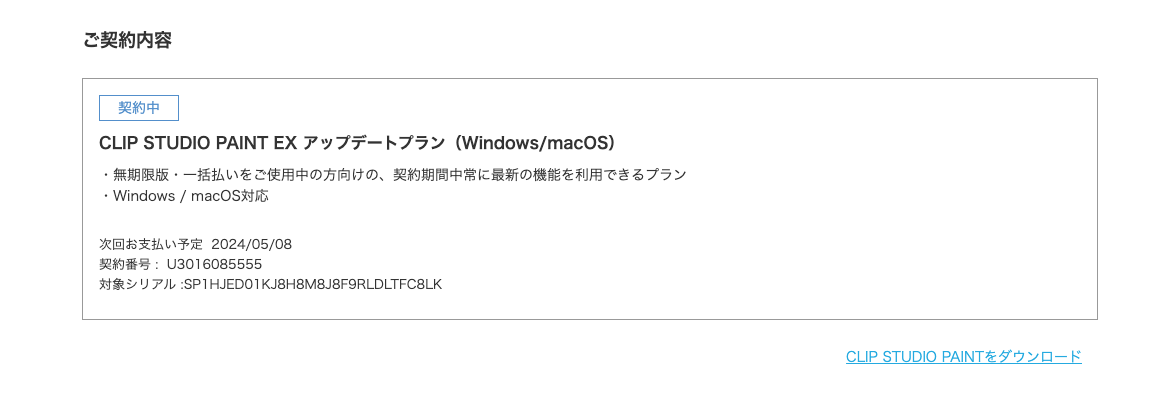 ご契約内容
契約中
CLIP STUDIO PAINT EX アップデートプラン（Windows/macOS）
・無期限版・一括払いをご使用中の方向けの、契約期間中常に最新の機能を利用できるプラン
・Windows / macOS対応
次回お支払い予定 2024/05/08
契約番号 : U3016085555
対象シリアル :SP1HJED01KJ8H8M8J8F9RLDLTFC8LK
CLIP STUDIO PAINTをダウンロード